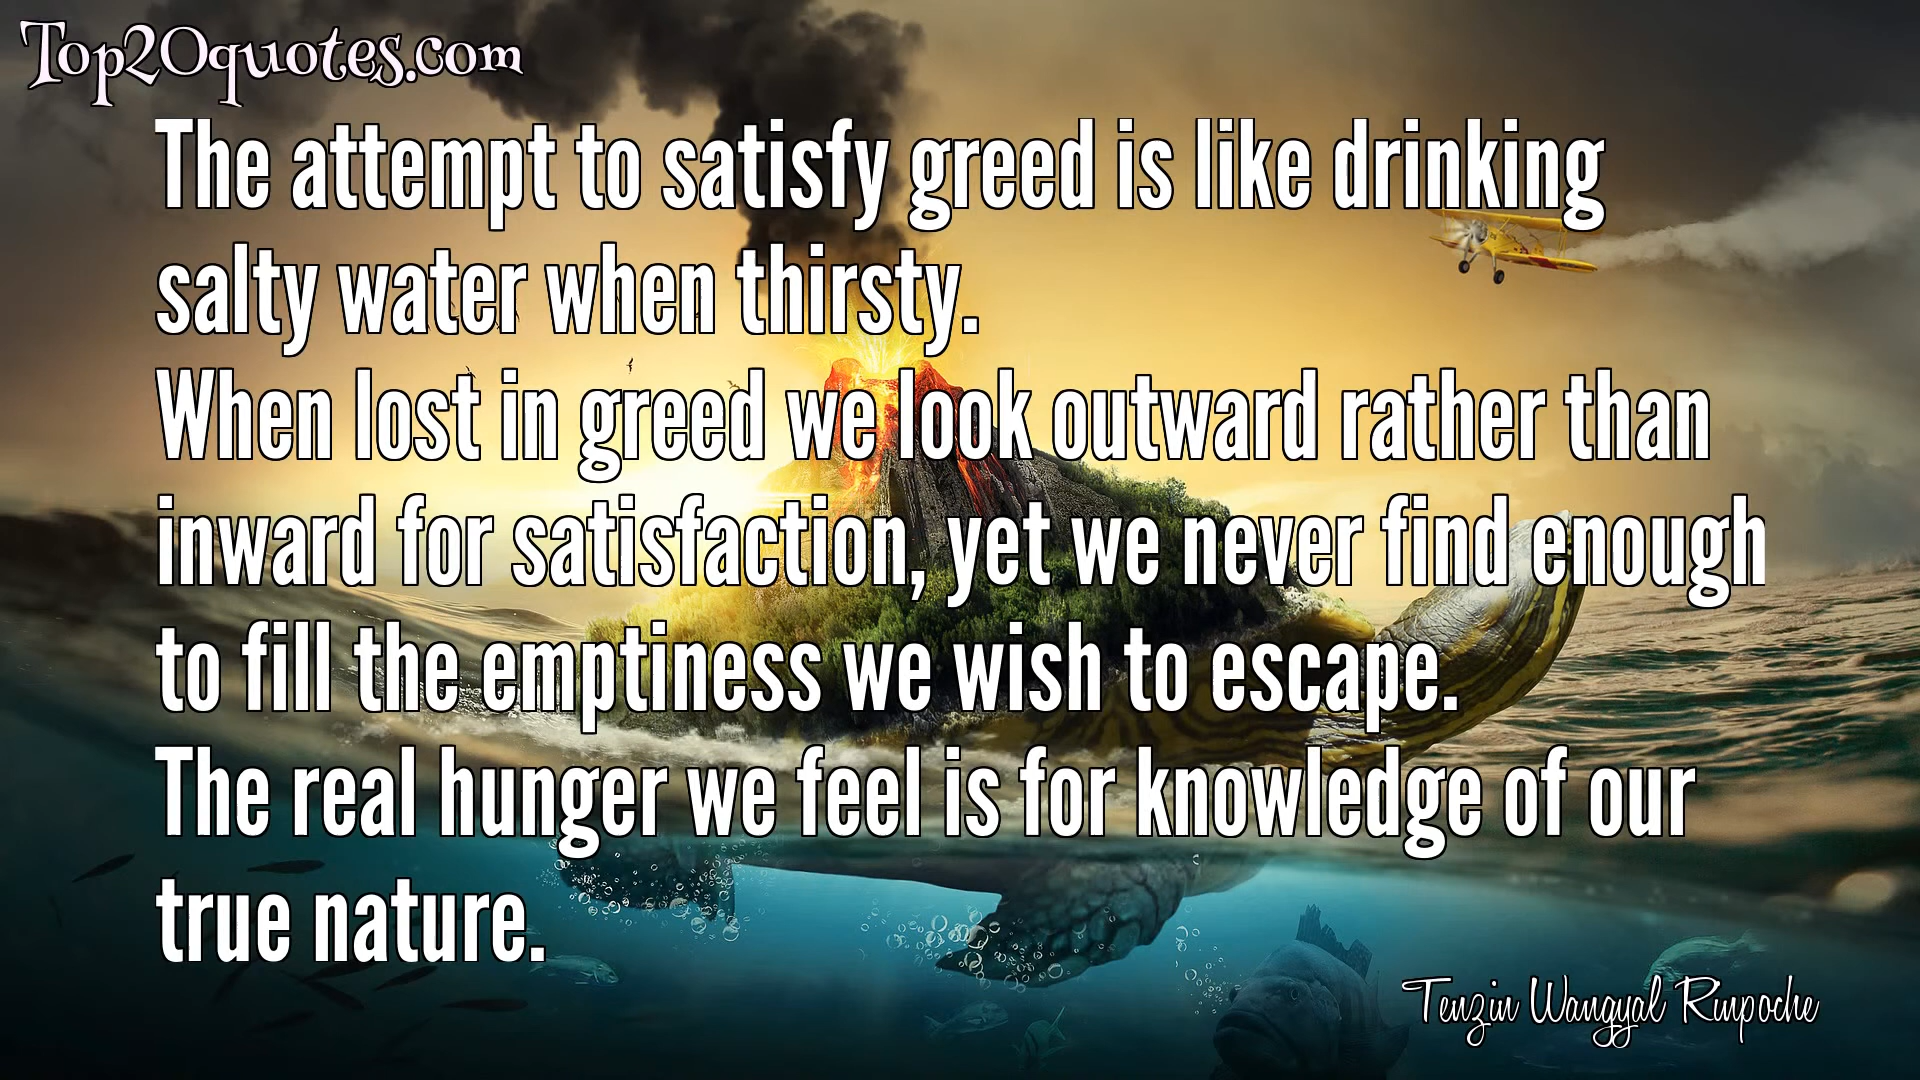 Top20quotes.com
The attempt to satisfy greed is like drinking
salty water when thirsty.
When lost in greed we look outward rather than
inward for satisfaction, yet we never find enough
to fill the emptiness we wish to escape.
The real hunger we feel is for knowledge of our
true nature.
Tenzin Wangyal Rinpoche